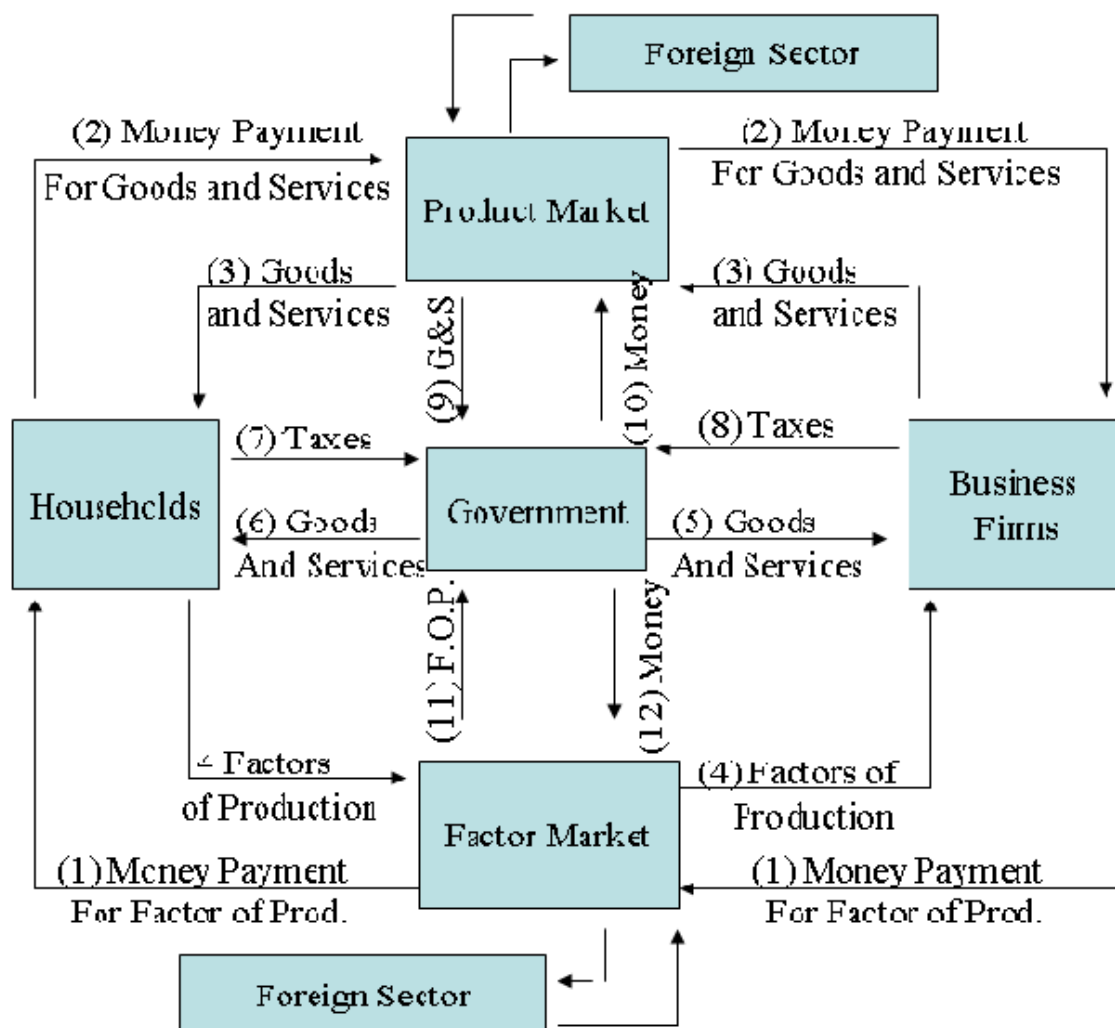 Foreign Sector
(2) Money Payment
For Goods and Services
(2) Money Payment
For Goods and Services
Product Market
(3) Goods
and Services
(3) Goods
and Services
(9) G&S
(10) Money
(7) Taxes
(8) Taxes
Households
Government
Business
Firms
(6) Goods
And Services
(5) Goods
And Services
(11) F.O.P.
(12) Money
4 Factors
of Production
(4) Factors of
Production
Factor Market
(1) Money Payment
For Factor of Prod.
(1) Money Payment
For Factor of Prod.
Foreign Sector